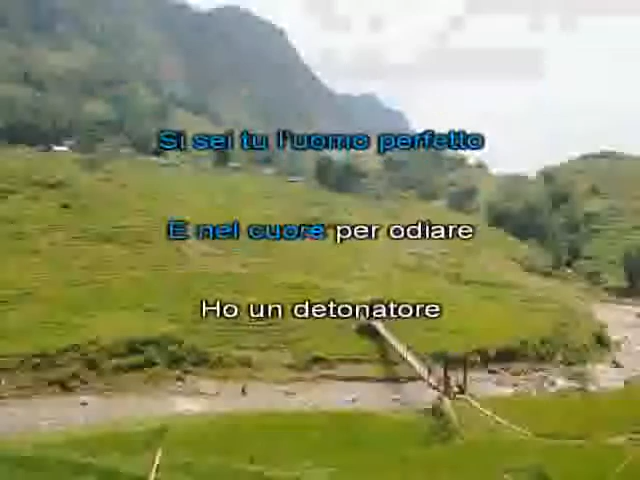 Si sei tu l'uomo perfetto
E nel cuore per odiare
Ho un detonatore